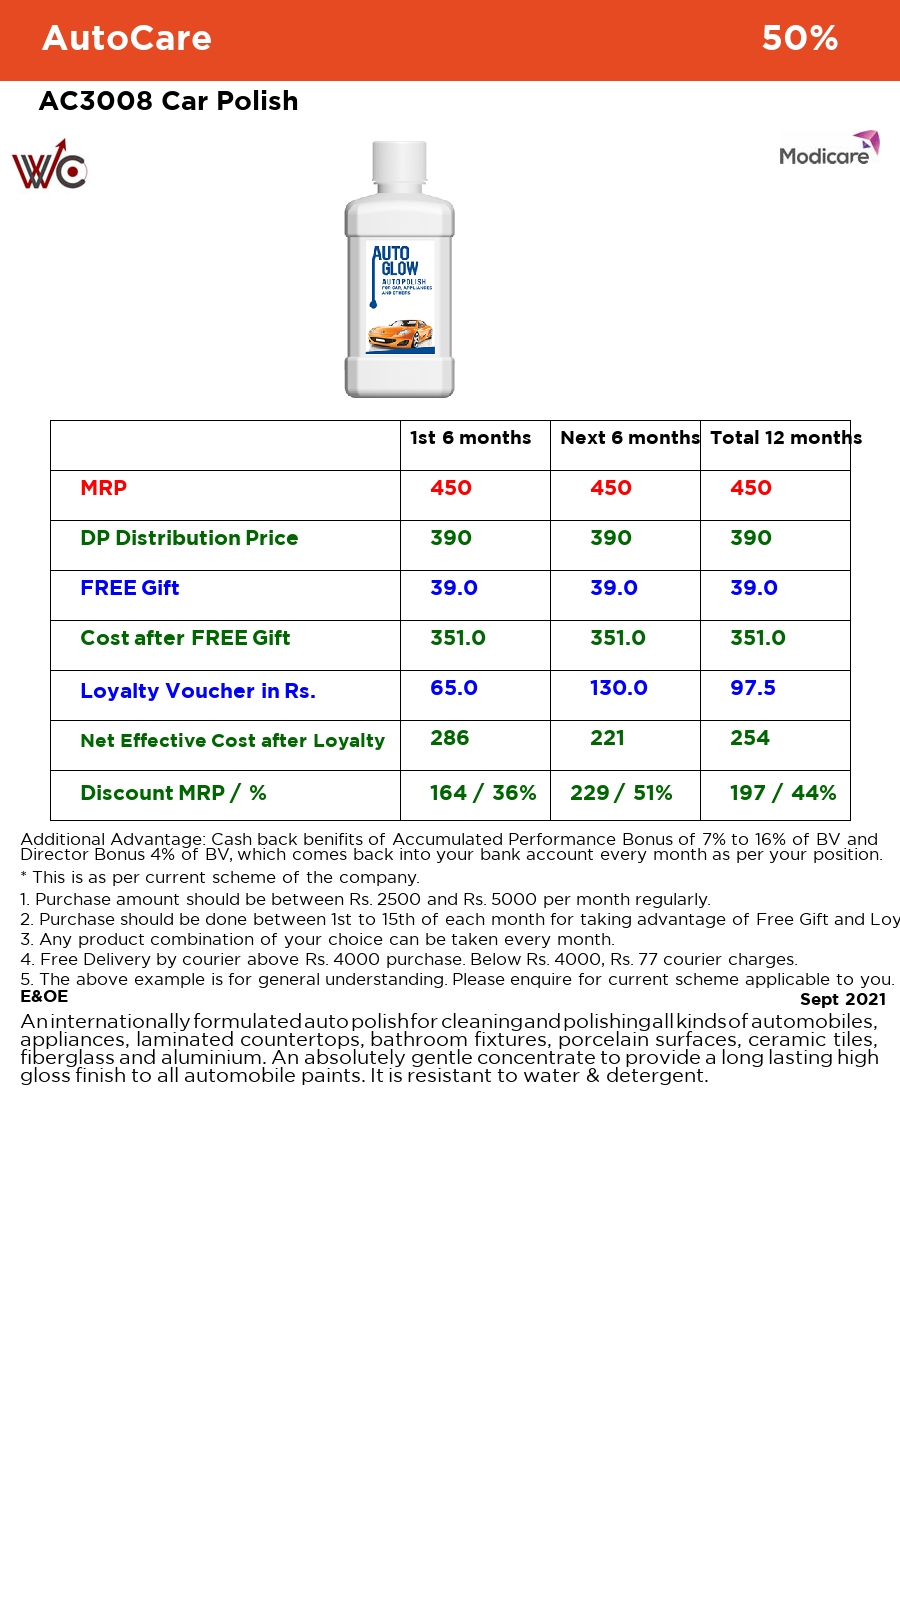 AutoCare 50%
AC3008 Car Polish
WC
Modicare
AUTO
GLOW
AUTO POLISH
FOR CAR, APPLIANCES
AND OTHERS
1st 6 months Next 6 months Total 12 months
MRP 450 450 450
DP Distribution Price 390 390 390
FREE Gift 39.0 39.0 39.0
Cost after FREE Gift 351.0 351.0 351.0
Loyalty Voucher in Rs. 65.0 130.0 97.5
Net Effective Cost after Loyalty 286 221 254
Discount MRP / % 164 / 36% 229 / 51% 197 / 44%
Additional Advantage: Cash back benifits of Accumulated Performance Bonus of 7% to 16% of BV and
Director Bonus 4% of BV, which comes back into your bank account every month as per your position.
* This is as per current scheme of the company.
1. Purchase amount should be between Rs. 2500 and Rs. 5000 per month regularly.
2. Purchase should be done between 1st to 15th of each month for taking advantage of Free Gift and Loy
3. Any product combination of your choice can be taken every month.
4. Free Delivery by courier above Rs. 4000 purchase. Below Rs. 4000, Rs. 77 courier charges.
5. The above example is for general understanding. Please enquire for current scheme applicable to you.
E&OE
Sept 2021
An internationally formulated auto polish for cleaning and polishing all kinds of automobiles,
appliances, laminated countertops, bathroom fixtures, porcelain surfaces, ceramic tiles,
fiberglass and aluminium. An absolutely gentle concentrate to provide a long lasting high
gloss finish to all automobile paints. It is resistant to water & detergent.